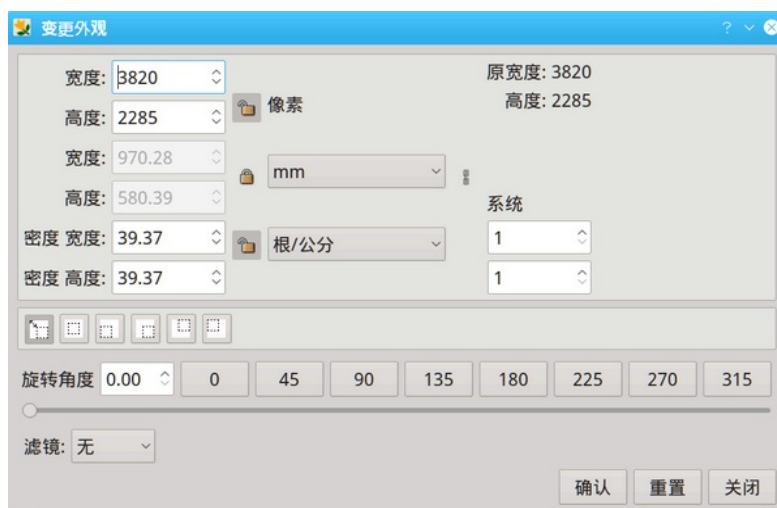 变更外观
宽度: 3820
原宽度: 3820
高度: 2285
像素
高度: 2285
宽度: 970.28
mm
高度: 580.39
系统
密度 宽度: 39.37
根/公分
1
密度 高度: 39.37
1
旋转角度 0.00 0 45 90 135 180 225 270 315
滤镜: 无
确认 重置 关闭